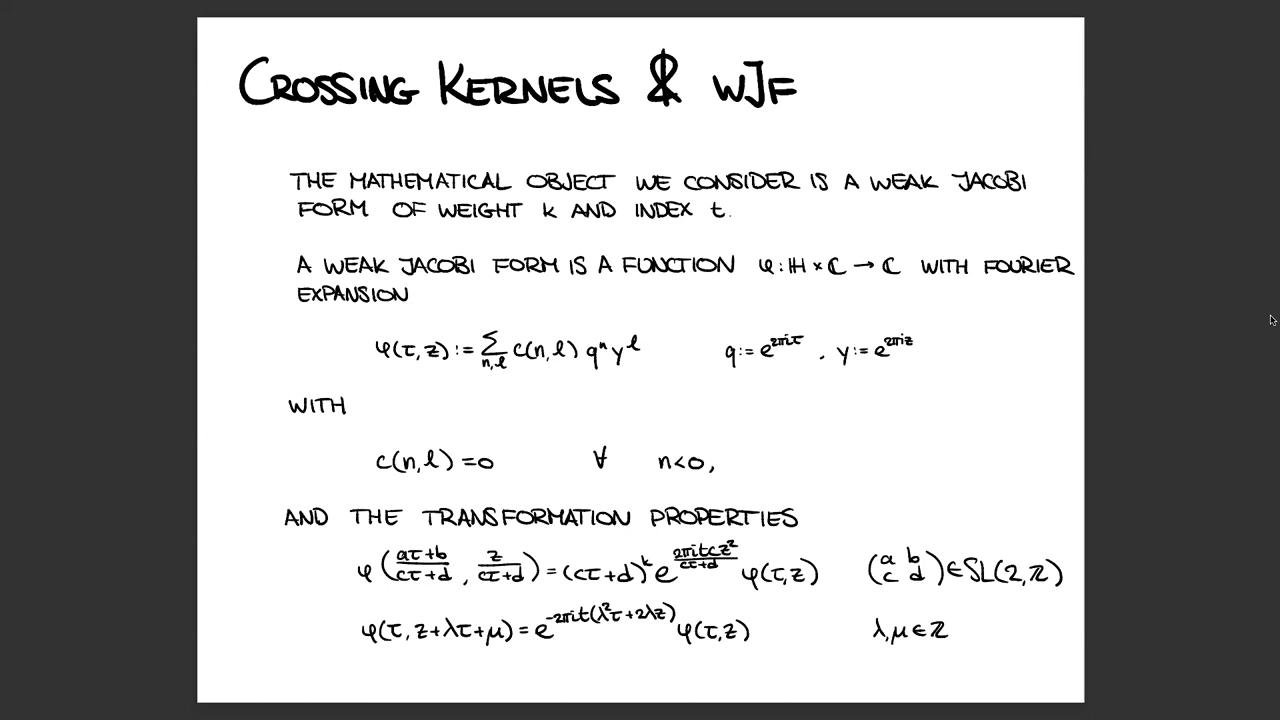 CROSSING KERNELS & WJF
THE MATHEMATICAL OBJECT WE CONSIDER IS A WEAK JACOBI
FORM OF WEIGHT k AND INDEX t.
A WEAK JACOBI FORM IS A FUNCTION φ: ℍ × ℂ → ℂ WITH FOURIER
EXPANSION
φ(τ, z) := ∑_{n,ℓ} c(n, ℓ) q^n y^ℓ q := e^{2πiτ} , y := e^{2πiz}
WITH
c(n, ℓ) = 0 ∀ n<0,
AND THE TRANSFORMATION PROPERTIES
φ((aτ+b)/(cτ+d), z/(cτ+d)) = (cτ+d)^k e^{2πitcz²/(cτ+d)} φ(τ,z) (a b; c d) ∈ SL(2, ℤ)
φ(τ, z+λτ+μ) = e^{-2πit(λ²τ+2λz)} φ(τ,z) λ, μ ∈ ℤ